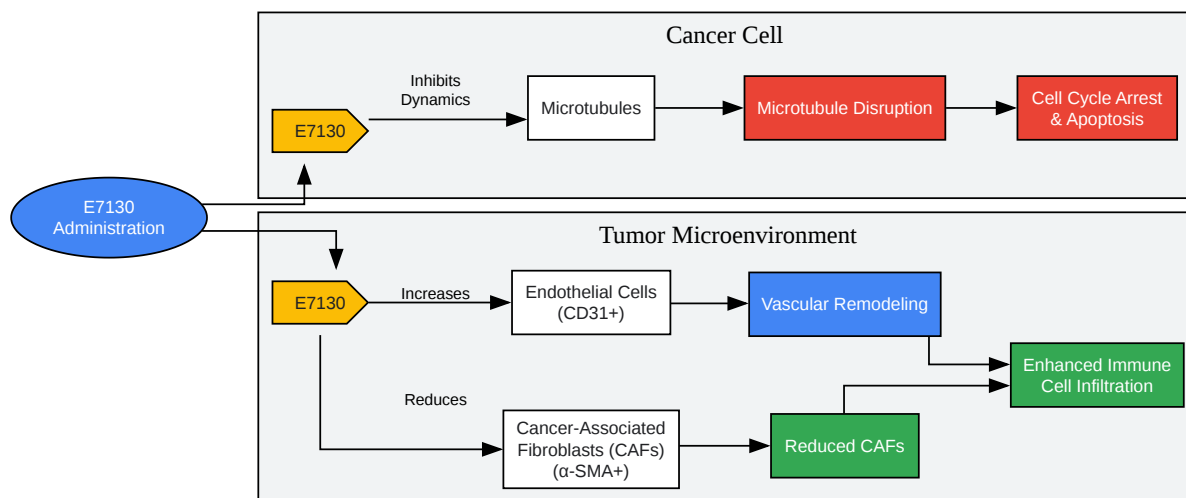 Cancer Cell
Inhibits
Dynamics
E7130
Microtubules
Microtubule Disruption
Cell Cycle Arrest
& Apoptosis
E7130
Administration
Tumor Microenvironment
E7130
Increases
Endothelial Cells
(CD31+)
Vascular Remodeling
Enhanced Immune
Cell Infiltration
Reduces
Cancer-Associated
Fibroblasts (CAFs)
(α-SMA+)
Reduced CAFs